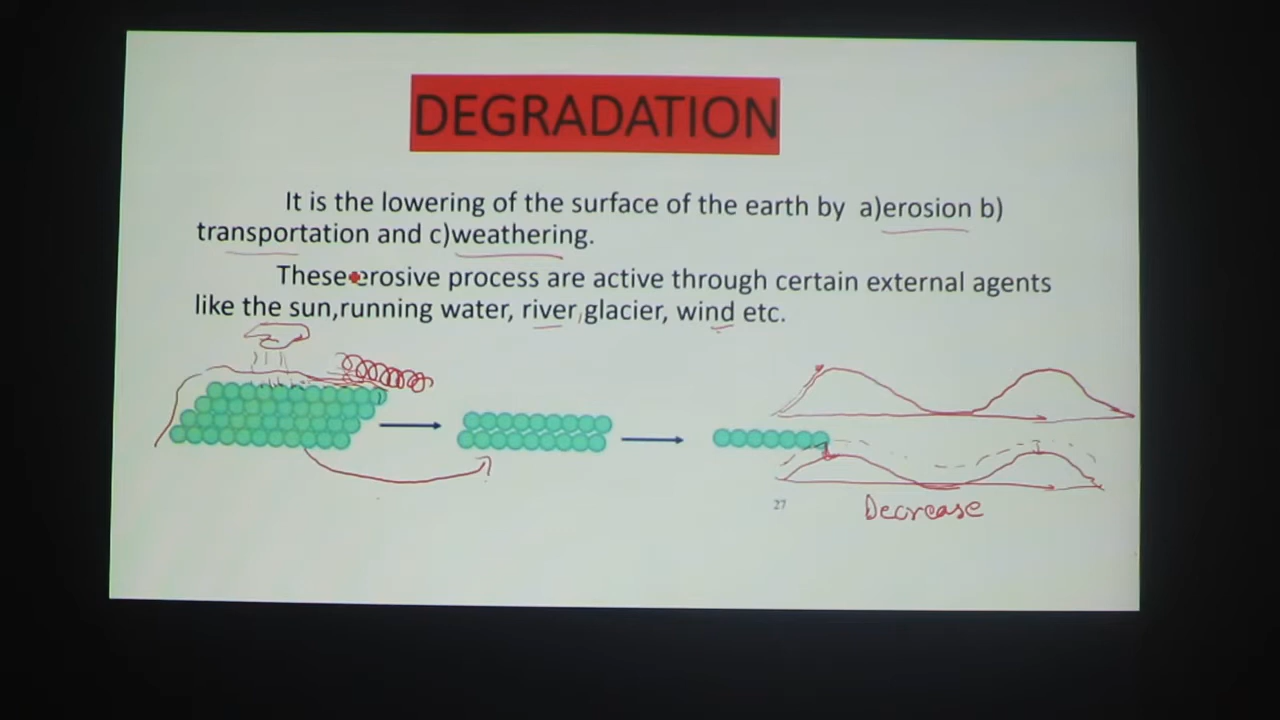 DEGRADATION
It is the lowering of the surface of the earth by a)erosion b)
transportation and c)weathering.
These erosive process are active through certain external agents
like the sun,running water, river,glacier, wind etc.
27
Decrease